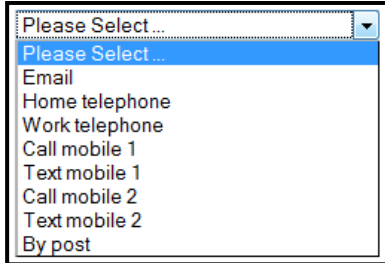 Please Select...
Please Select...
Email
Home telephone
Work telephone
Call mobile 1
Text mobile 1
Call mobile 2
Text mobile 2
By post